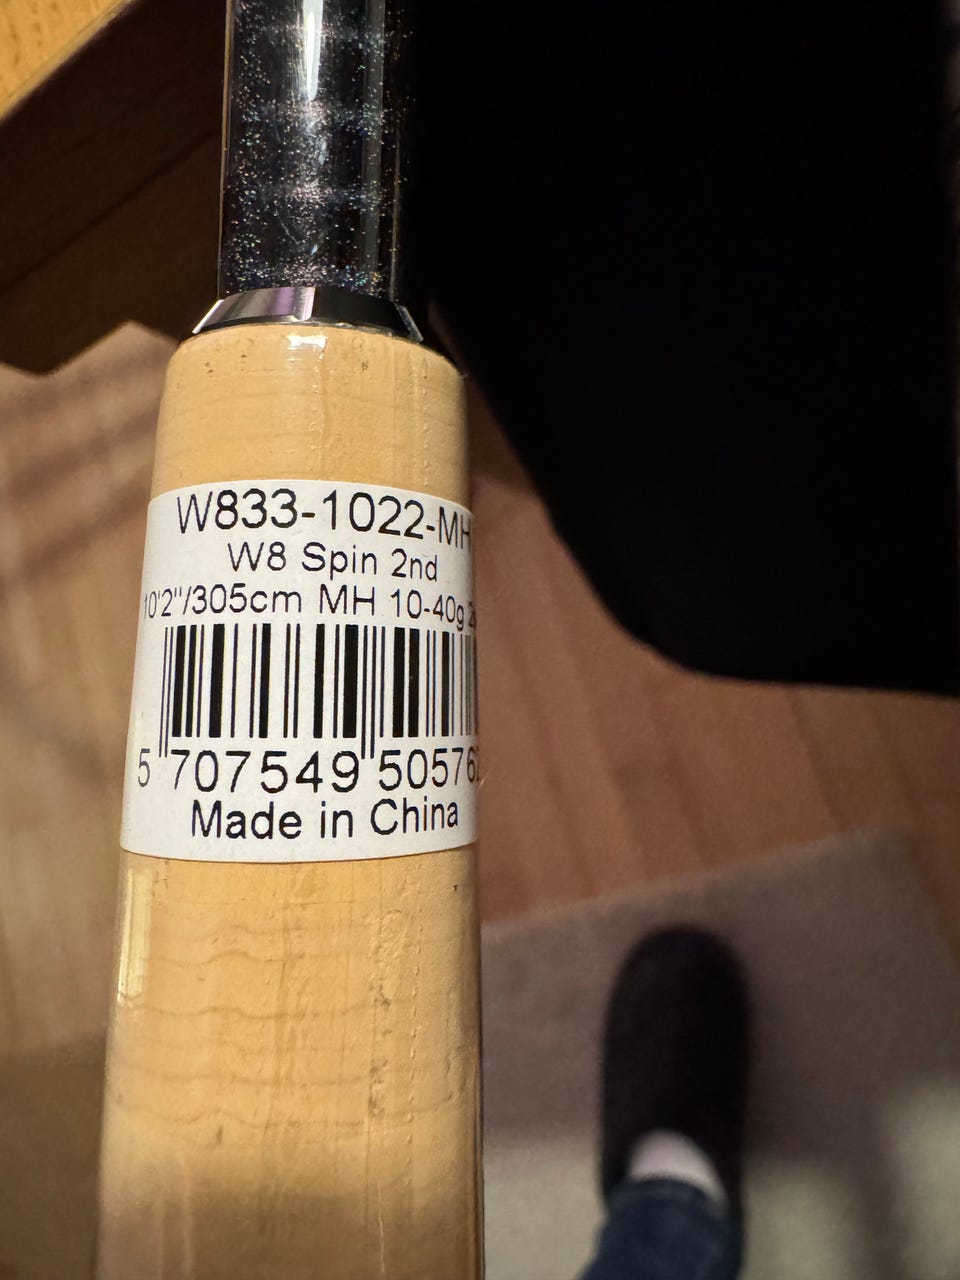 W833-1022-MH
W8 Spin 2nd
10'2"/305cm MH 10-40g
5 707549 50576
Made in China